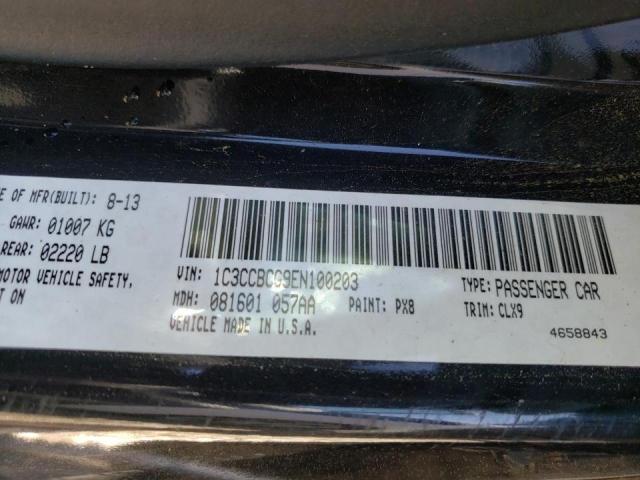 E OF MFR(BUILT): 8-13
GAWR: 01007 KG
REAR: 02220 LB
MOTOR VEHICLE SAFETY,
T ON
VIN: 1C3CCBCG9EN100203
TYPE: PASSENGER CAR
MDH: 081601 057AA PAINT: PX8
TRIM: CLX9
VEHICLE MADE IN U.S.A.
4658843